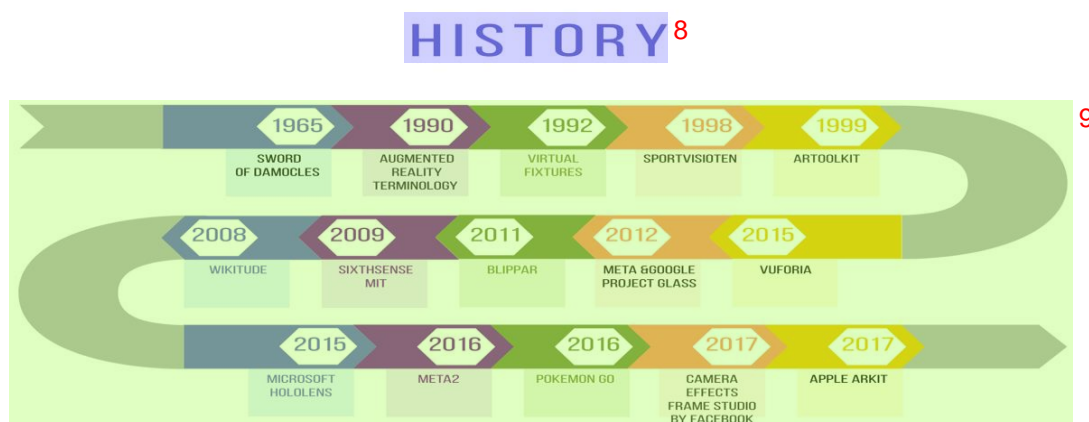 HISTORY 8
9
1965 1990 1992 1998 1999
SWORD
OF DAMOCLES
AUGMENTED
REALITY
TERMINOLOGY
VIRTUAL
FIXTURES
SPORTVISIOTEN
ARTOOLKIT
2008 2009 2011 2012 2015
WIKITUDE
SIXTHSENSE
MIT
BLIPPAR
META &GOOGLE
PROJECT GLASS
VUFORIA
2015 2016 2016 2017 2017
MICROSOFT
HOLOLENS
META2
POKEMON GO
CAMERA
EFFECTS
FRAME STUDIO
BY FACEBOOK
APPLE ARKIT